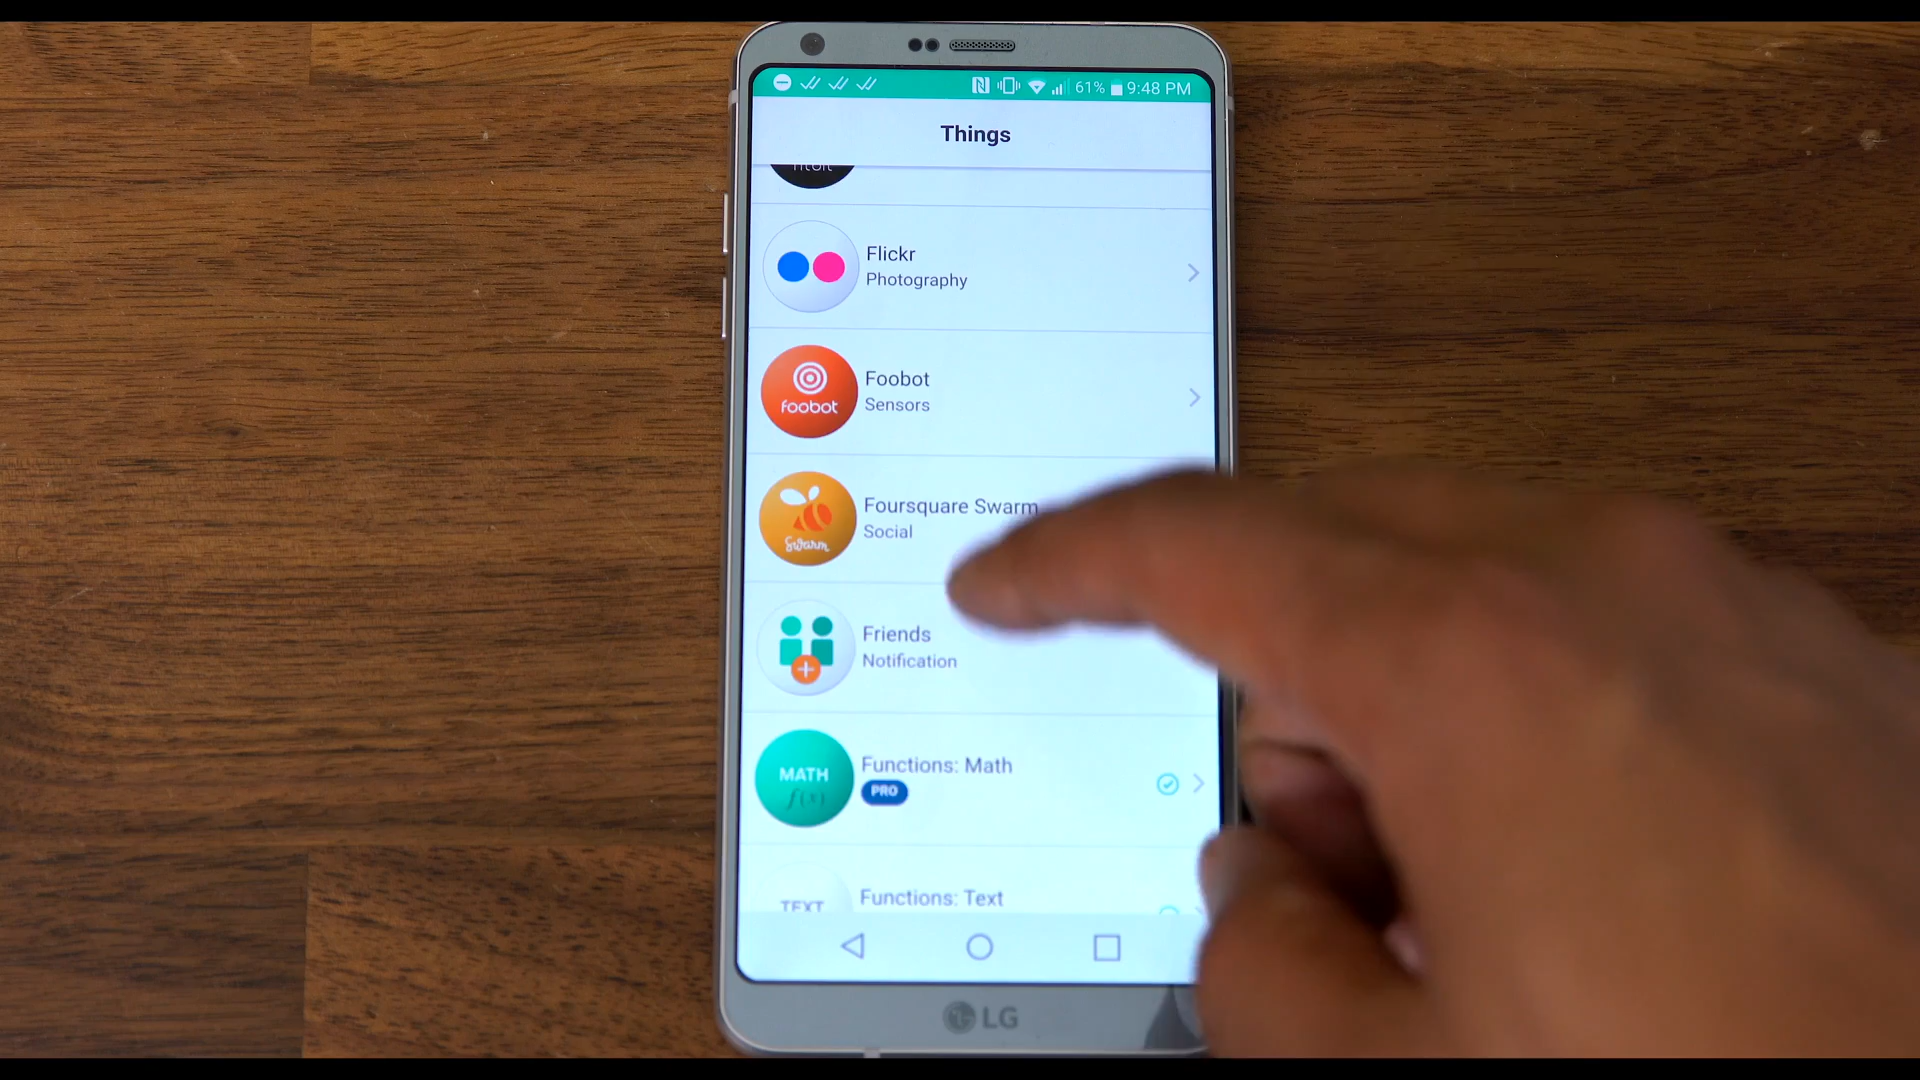 61% 9:48 PM
Things
Flickr
Photography
foobot
Foobot
Sensors
Swarm
Foursquare Swarm
Social
Friends
Notification
MATH
f(x)
Functions: Math
PRO
TEXT
Functions: Text
LG